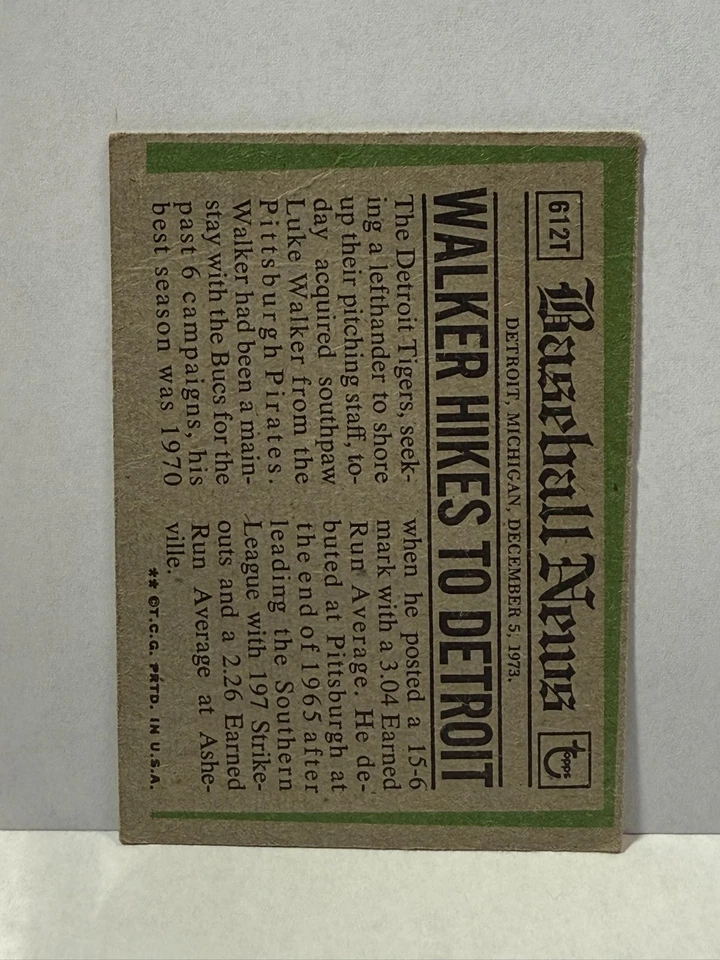 612T
Baseball News
topps
DETROIT, MICHIGAN, DECEMBER 5, 1973.
WALKER HIKES TO DETROIT
The Detroit Tigers, seek-
ing a lefthander to shore
up their pitching staff, to-
day acquired southpaw
Luke Walker from the
Pittsburgh Pirates.
Walker had been a main-
stay with the Bucs for the
past 6 campaigns, his
best season was 1970
when he posted a 15-6
mark with a 3.04 Earned
Run Average. He de-
buted at Pittsburgh at
the end of 1965 after
leading the Southern
League with 197 Strike-
outs and a 2.26 Earned
Run Average at Ashe-
ville.
** ©T.C.G. PRTD. IN U.S.A.